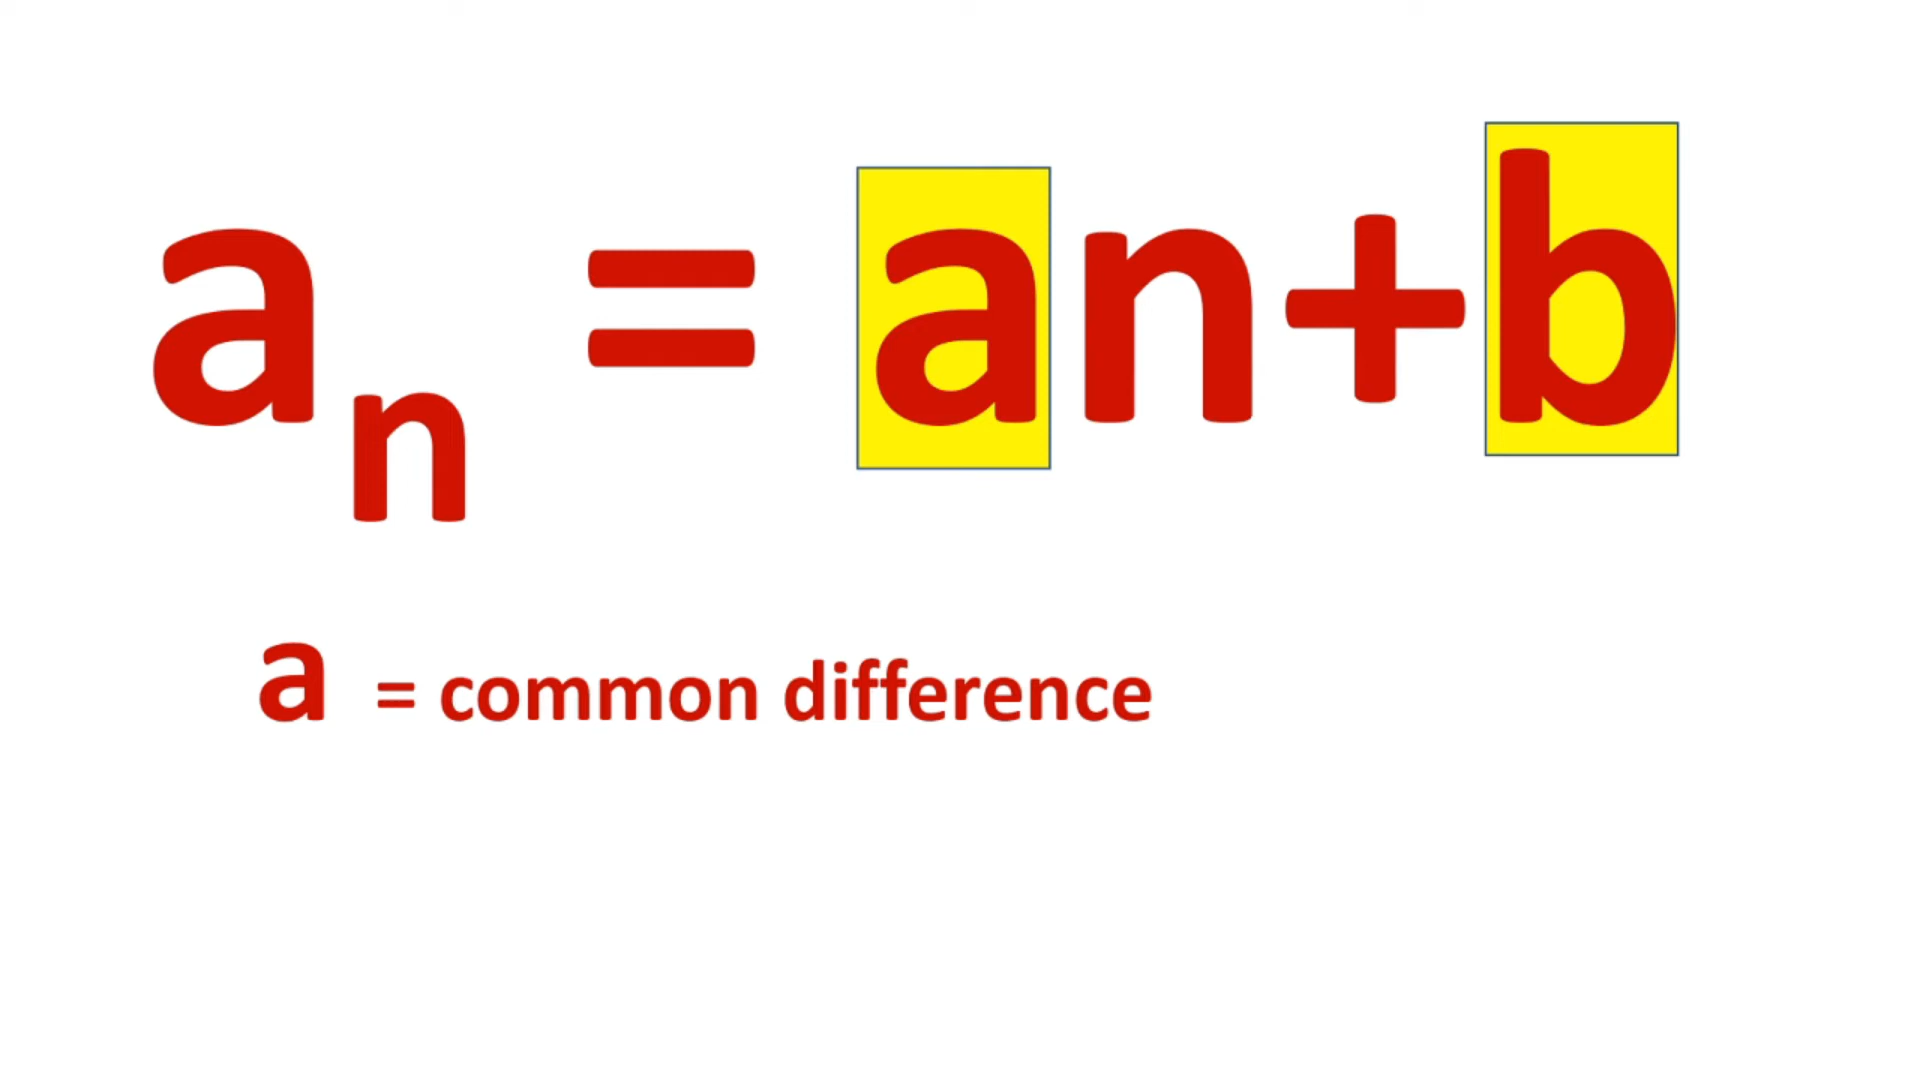 aₙ = an+b
a = common difference